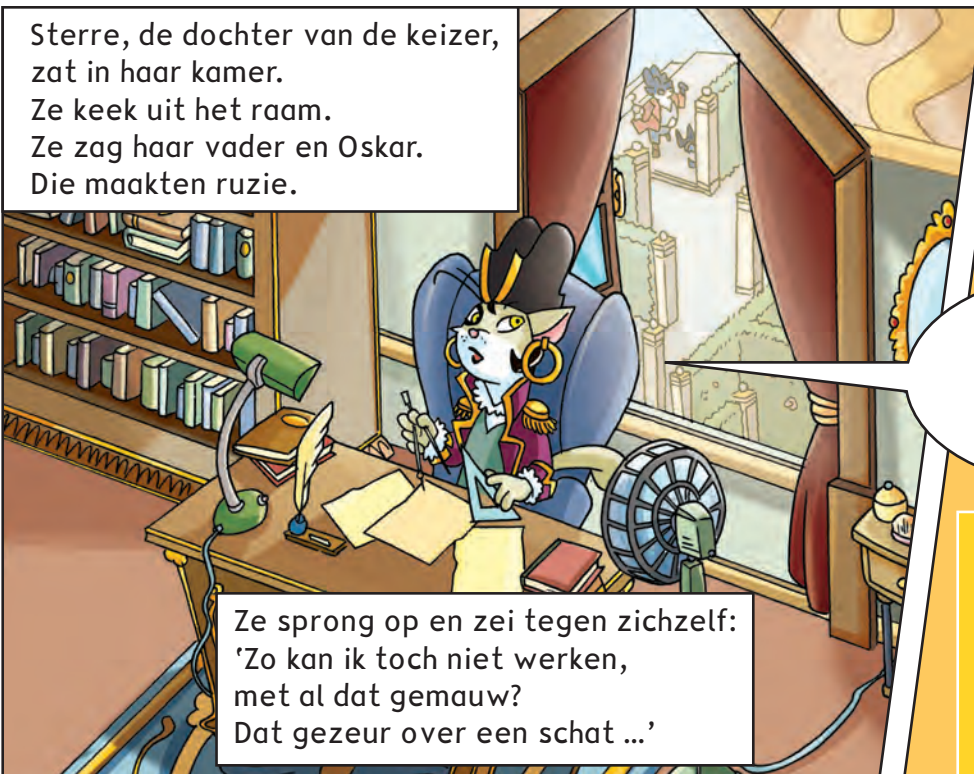 Sterre, de dochter van de keizer,
zat in haar kamer.
Ze keek uit het raam.
Ze zag haar vader en Oskar.
Die maakten ruzie.
Ze sprong op en zei tegen zichzelf:
‘Zo kan ik toch niet werken,
met al dat gemauw?
Dat gezeur over een schat ...’